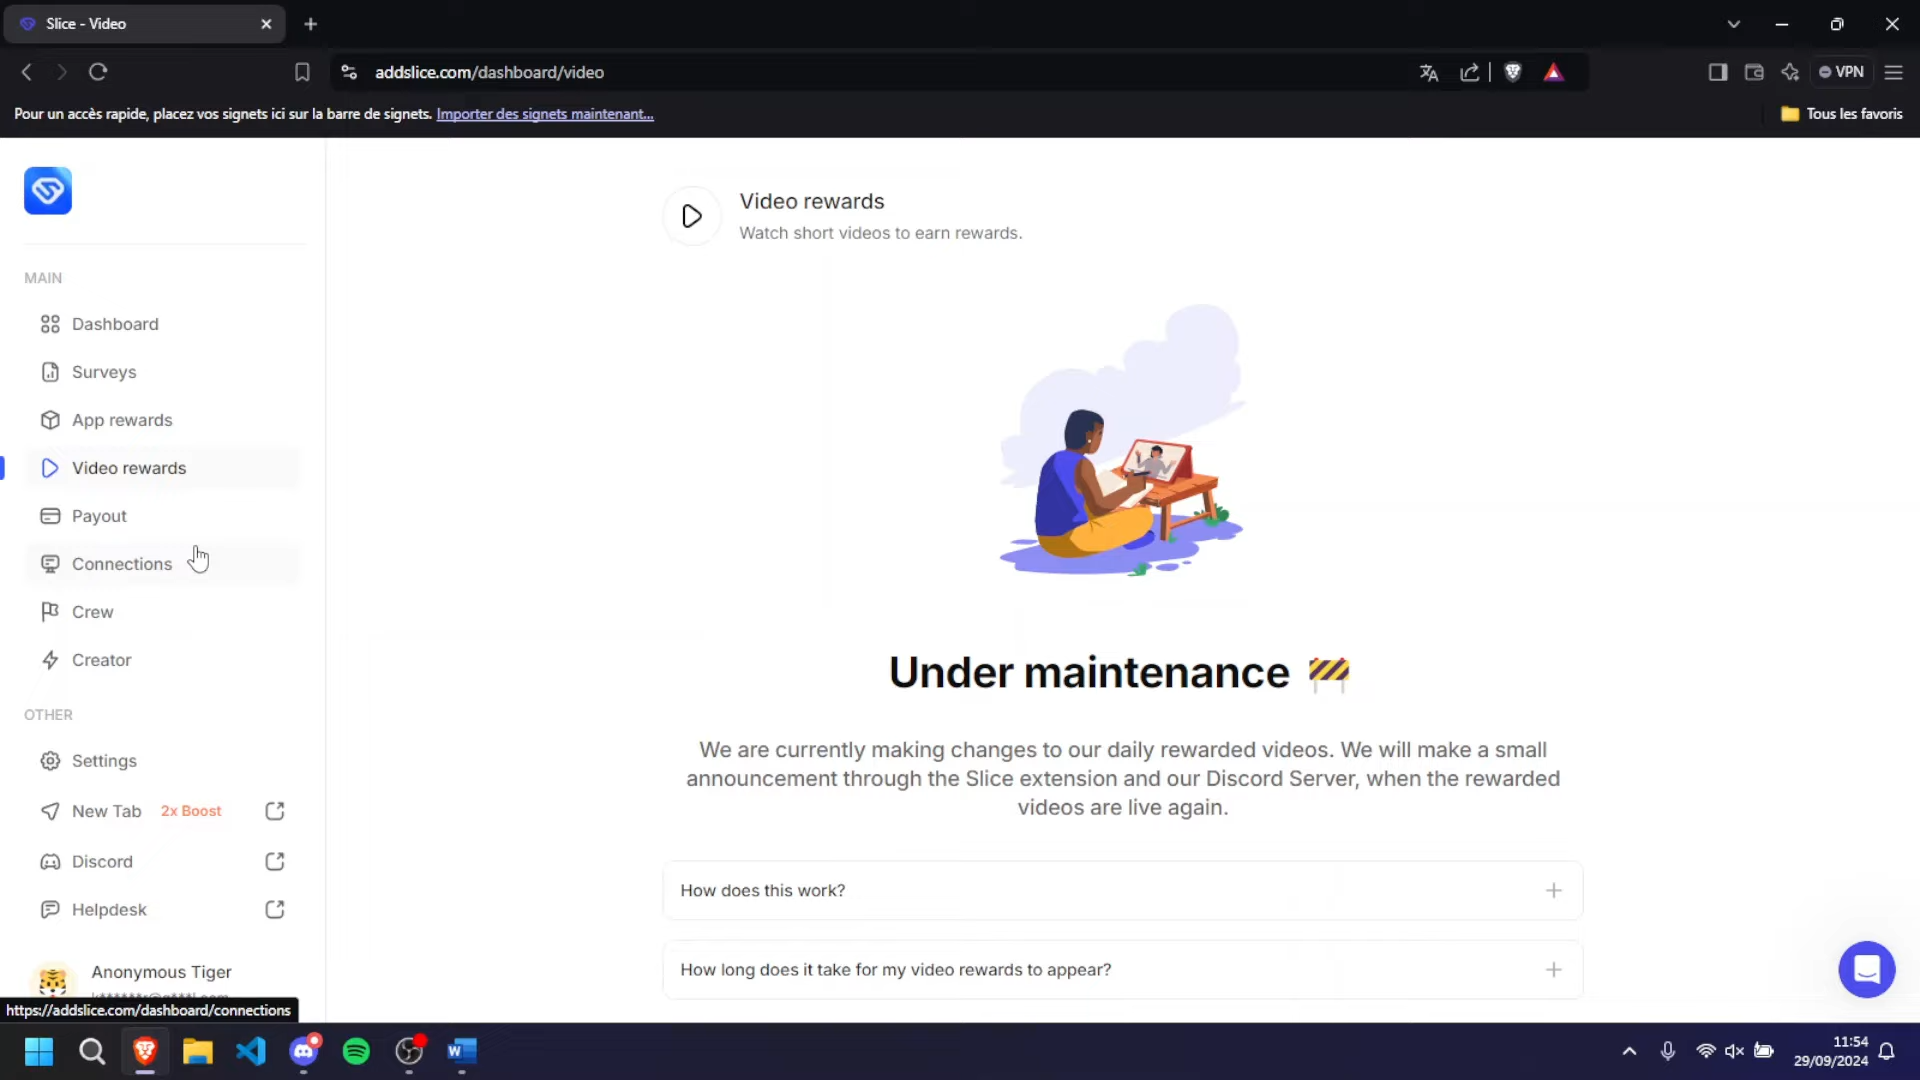 Slice - Video
addslice.com/dashboard/video
VPN
Pour un accès rapide, placez vos signets ici sur la barre de signets. Importer des signets maintenant...
Tous les favoris
MAIN
Dashboard
Surveys
App rewards
Video rewards
Payout
Connections
Crew
Creator
OTHER
Settings
New Tab 2x Boost
Discord
Helpdesk
Anonymous Tiger
https://addslice.com/dashboard/connections
Video rewards
Watch short videos to earn rewards.
Under maintenance 🚧
We are currently making changes to our daily rewarded videos. We will make a small
announcement through the Slice extension and our Discord Server, when the rewarded
videos are live again.
How does this work?
How long does it take for my video rewards to appear?
11:54
29/09/2024